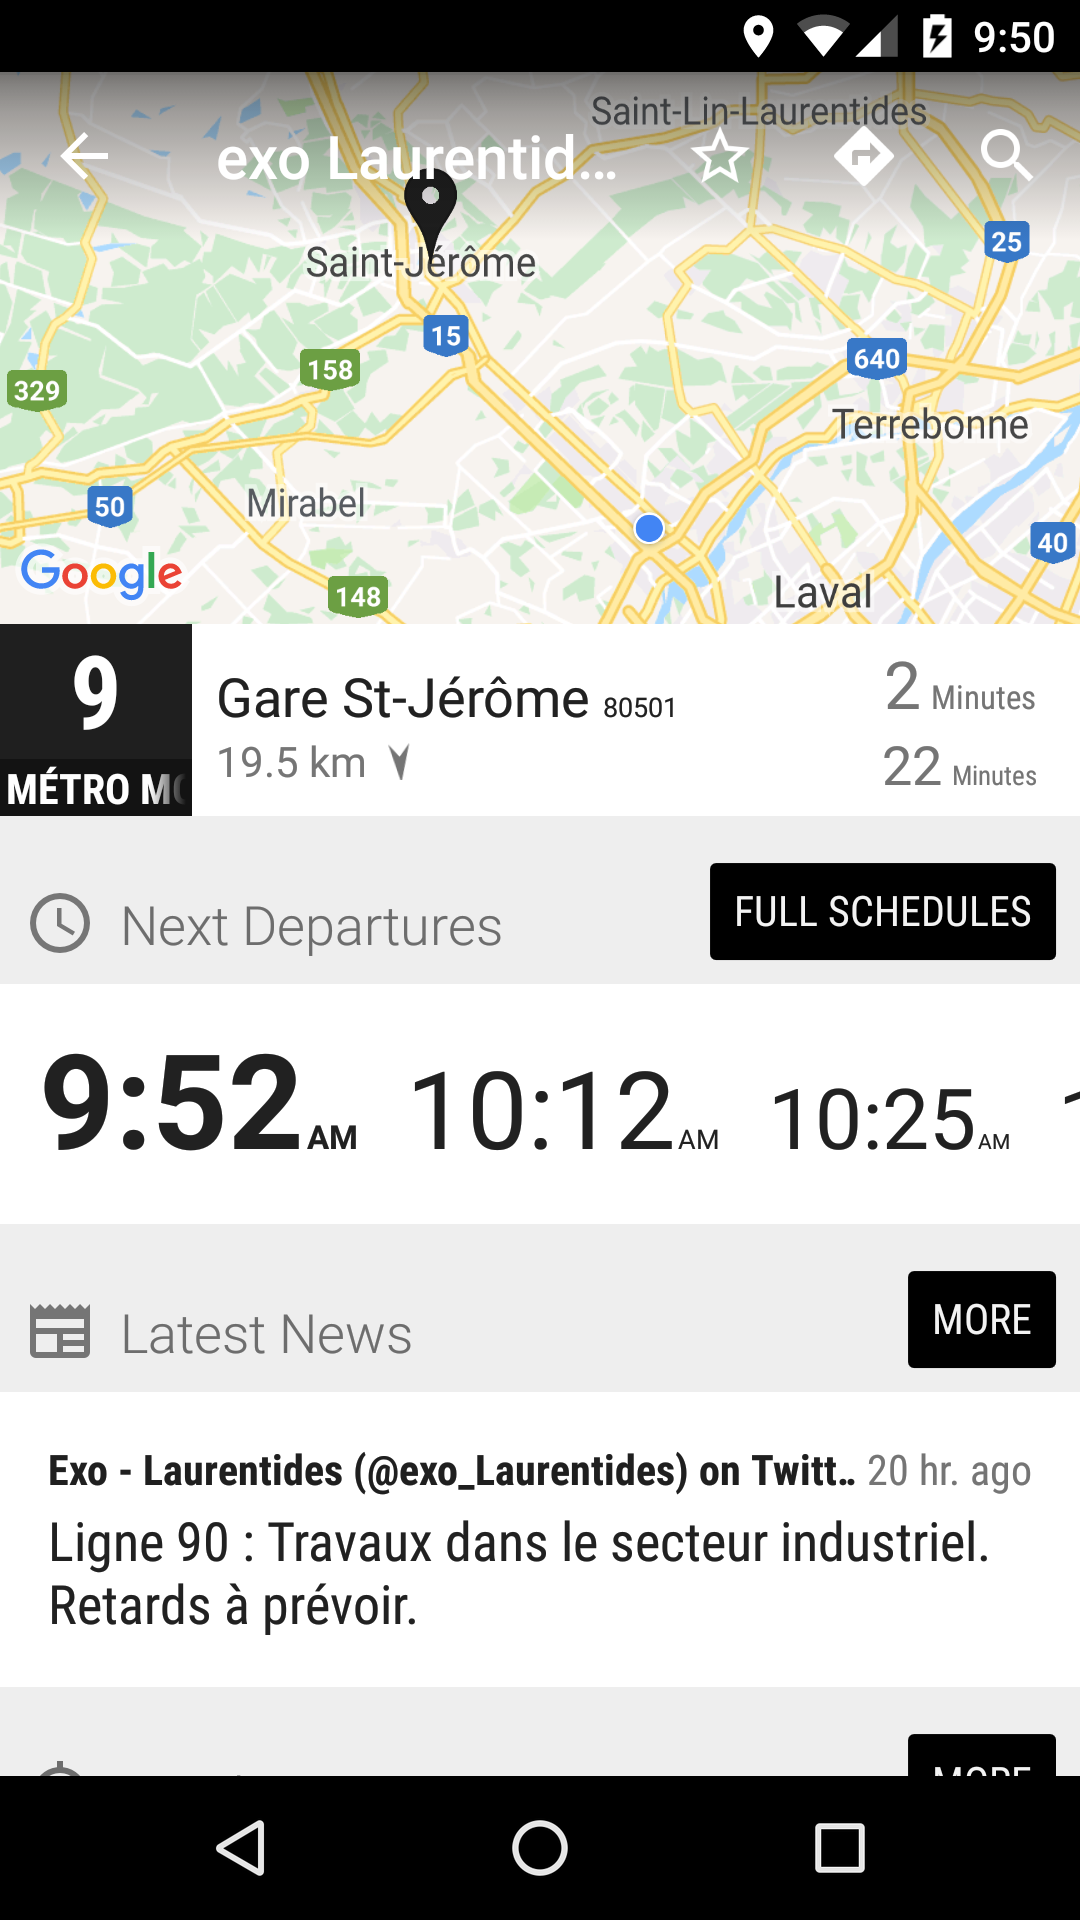 9:50
Saint-Lin-Laurentides
exo Laurentid...
25
Saint-Jérôme
15
158
640
329
Terrebonne
50
Mirabel
40
Google
148
Laval
9
Gare St-Jérôme 80501
2 Minutes
19.5 km
22 Minutes
MÉTRO MO
Next Departures
FULL SCHEDULES
9:52 AM 10:12 AM 10:25 AM
Latest News
MORE
Exo - Laurentides (@exo_Laurentides) on Twitt... 20 hr. ago
Ligne 90 : Travaux dans le secteur industriel.
Retards à prévoir.
MORE